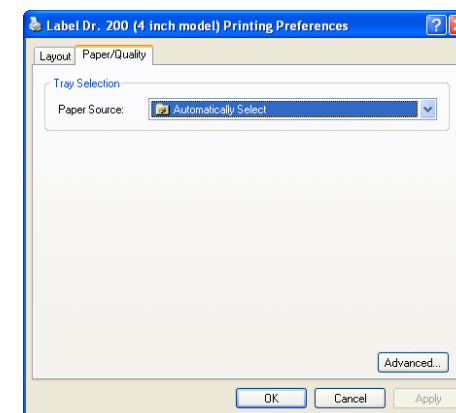 Label Dr. 200 (4 inch model) Printing Preferences ?
Layout Paper/Quality
Tray Selection
Paper Source: Automatically Select
Advanced...
OK Cancel Apply